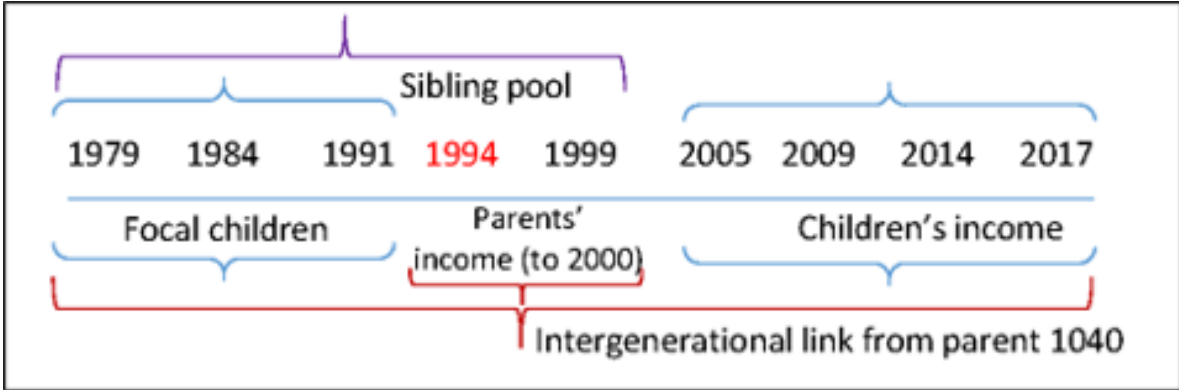 Sibling pool
1979 1984 1991 1994 1999 2005 2009 2014 2017
Focal children
Parents’
income (to 2000)
Children’s income
Intergenerational link from parent 1040